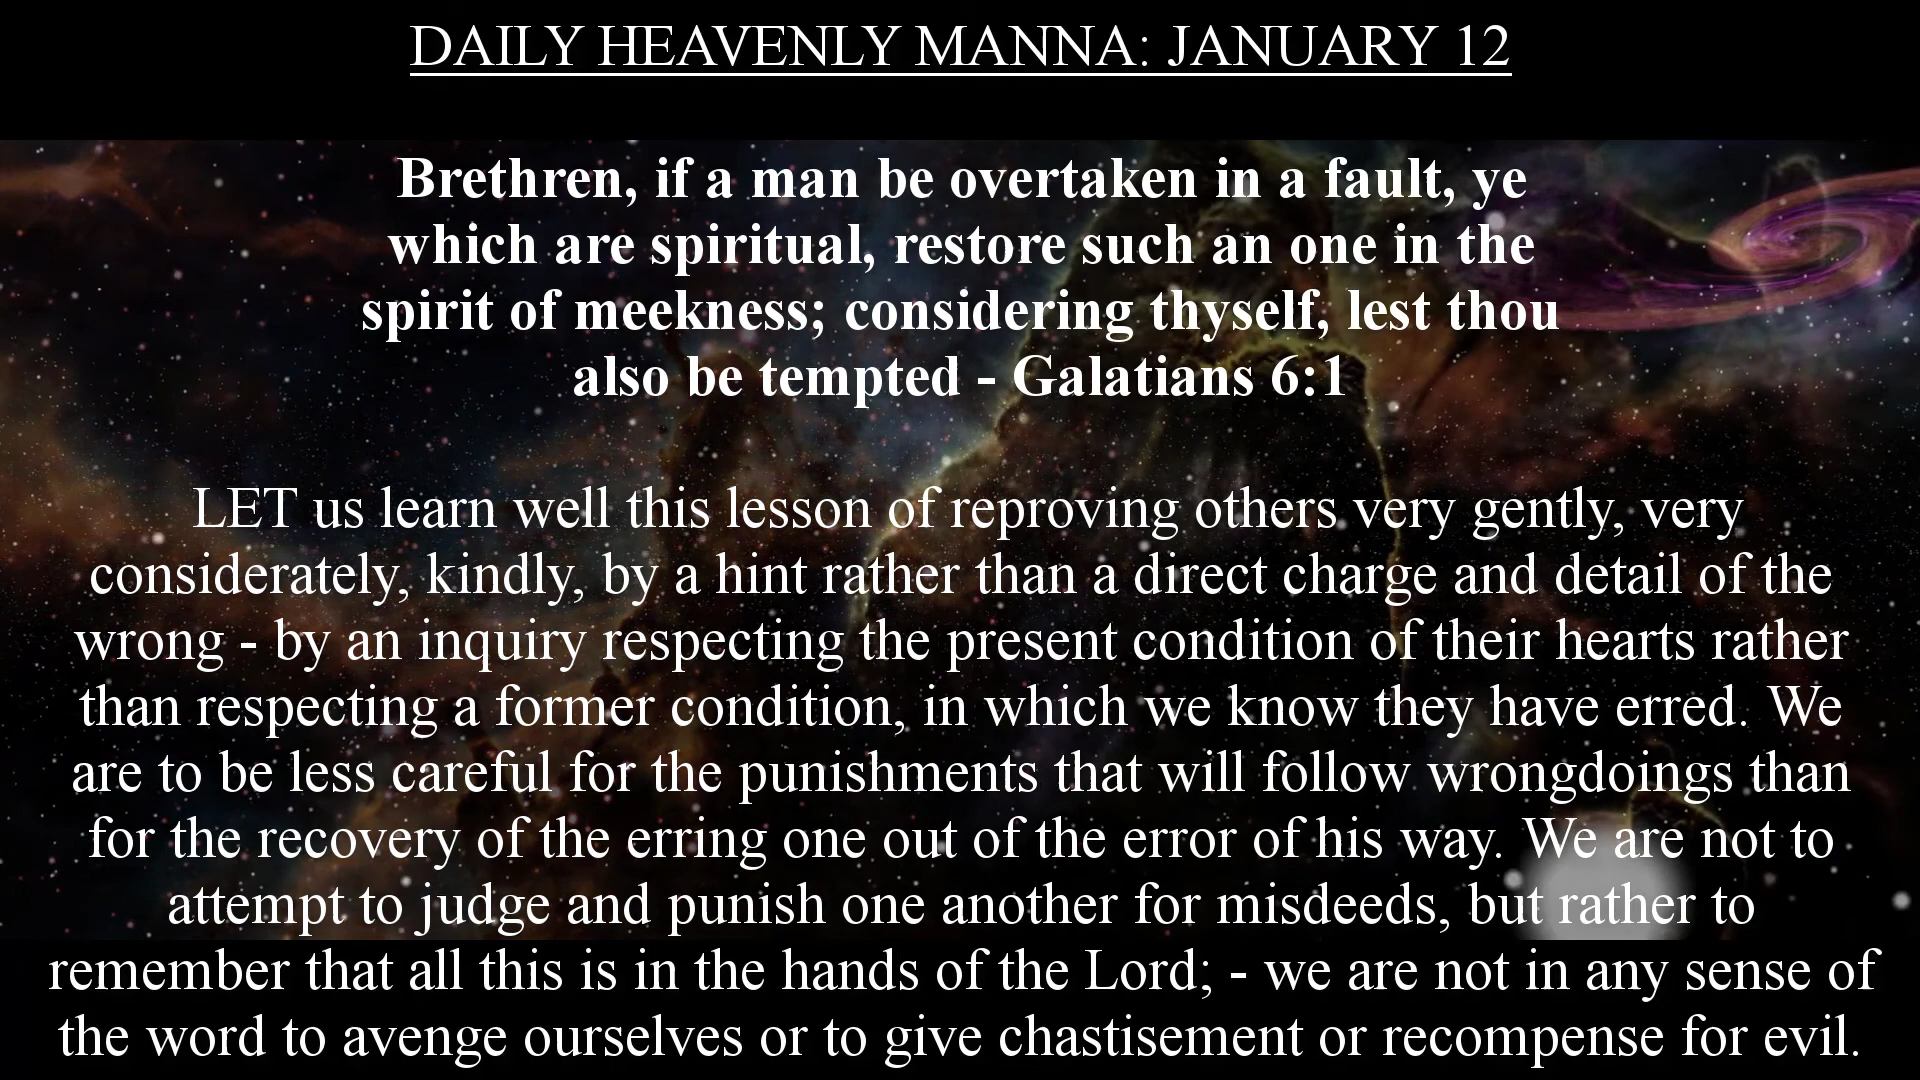 DAILY HEAVENLY MANNA: JANUARY 12
Brethren, if a man be overtaken in a fault, ye
which are spiritual, restore such an one in the
spirit of meekness; considering thyself, lest thou
also be tempted - Galatians 6:1
LET us learn well this lesson of reproving others very gently, very
considerately, kindly, by a hint rather than a direct charge and detail of the
wrong - by an inquiry respecting the present condition of their hearts rather
than respecting a former condition, in which we know they have erred. We
are to be less careful for the punishments that will follow wrongdoings than
for the recovery of the erring one out of the error of his way. We are not to
attempt to judge and punish one another for misdeeds, but rather to
remember that all this is in the hands of the Lord; - we are not in any sense of
the word to avenge ourselves or to give chastisement or recompense for evil.